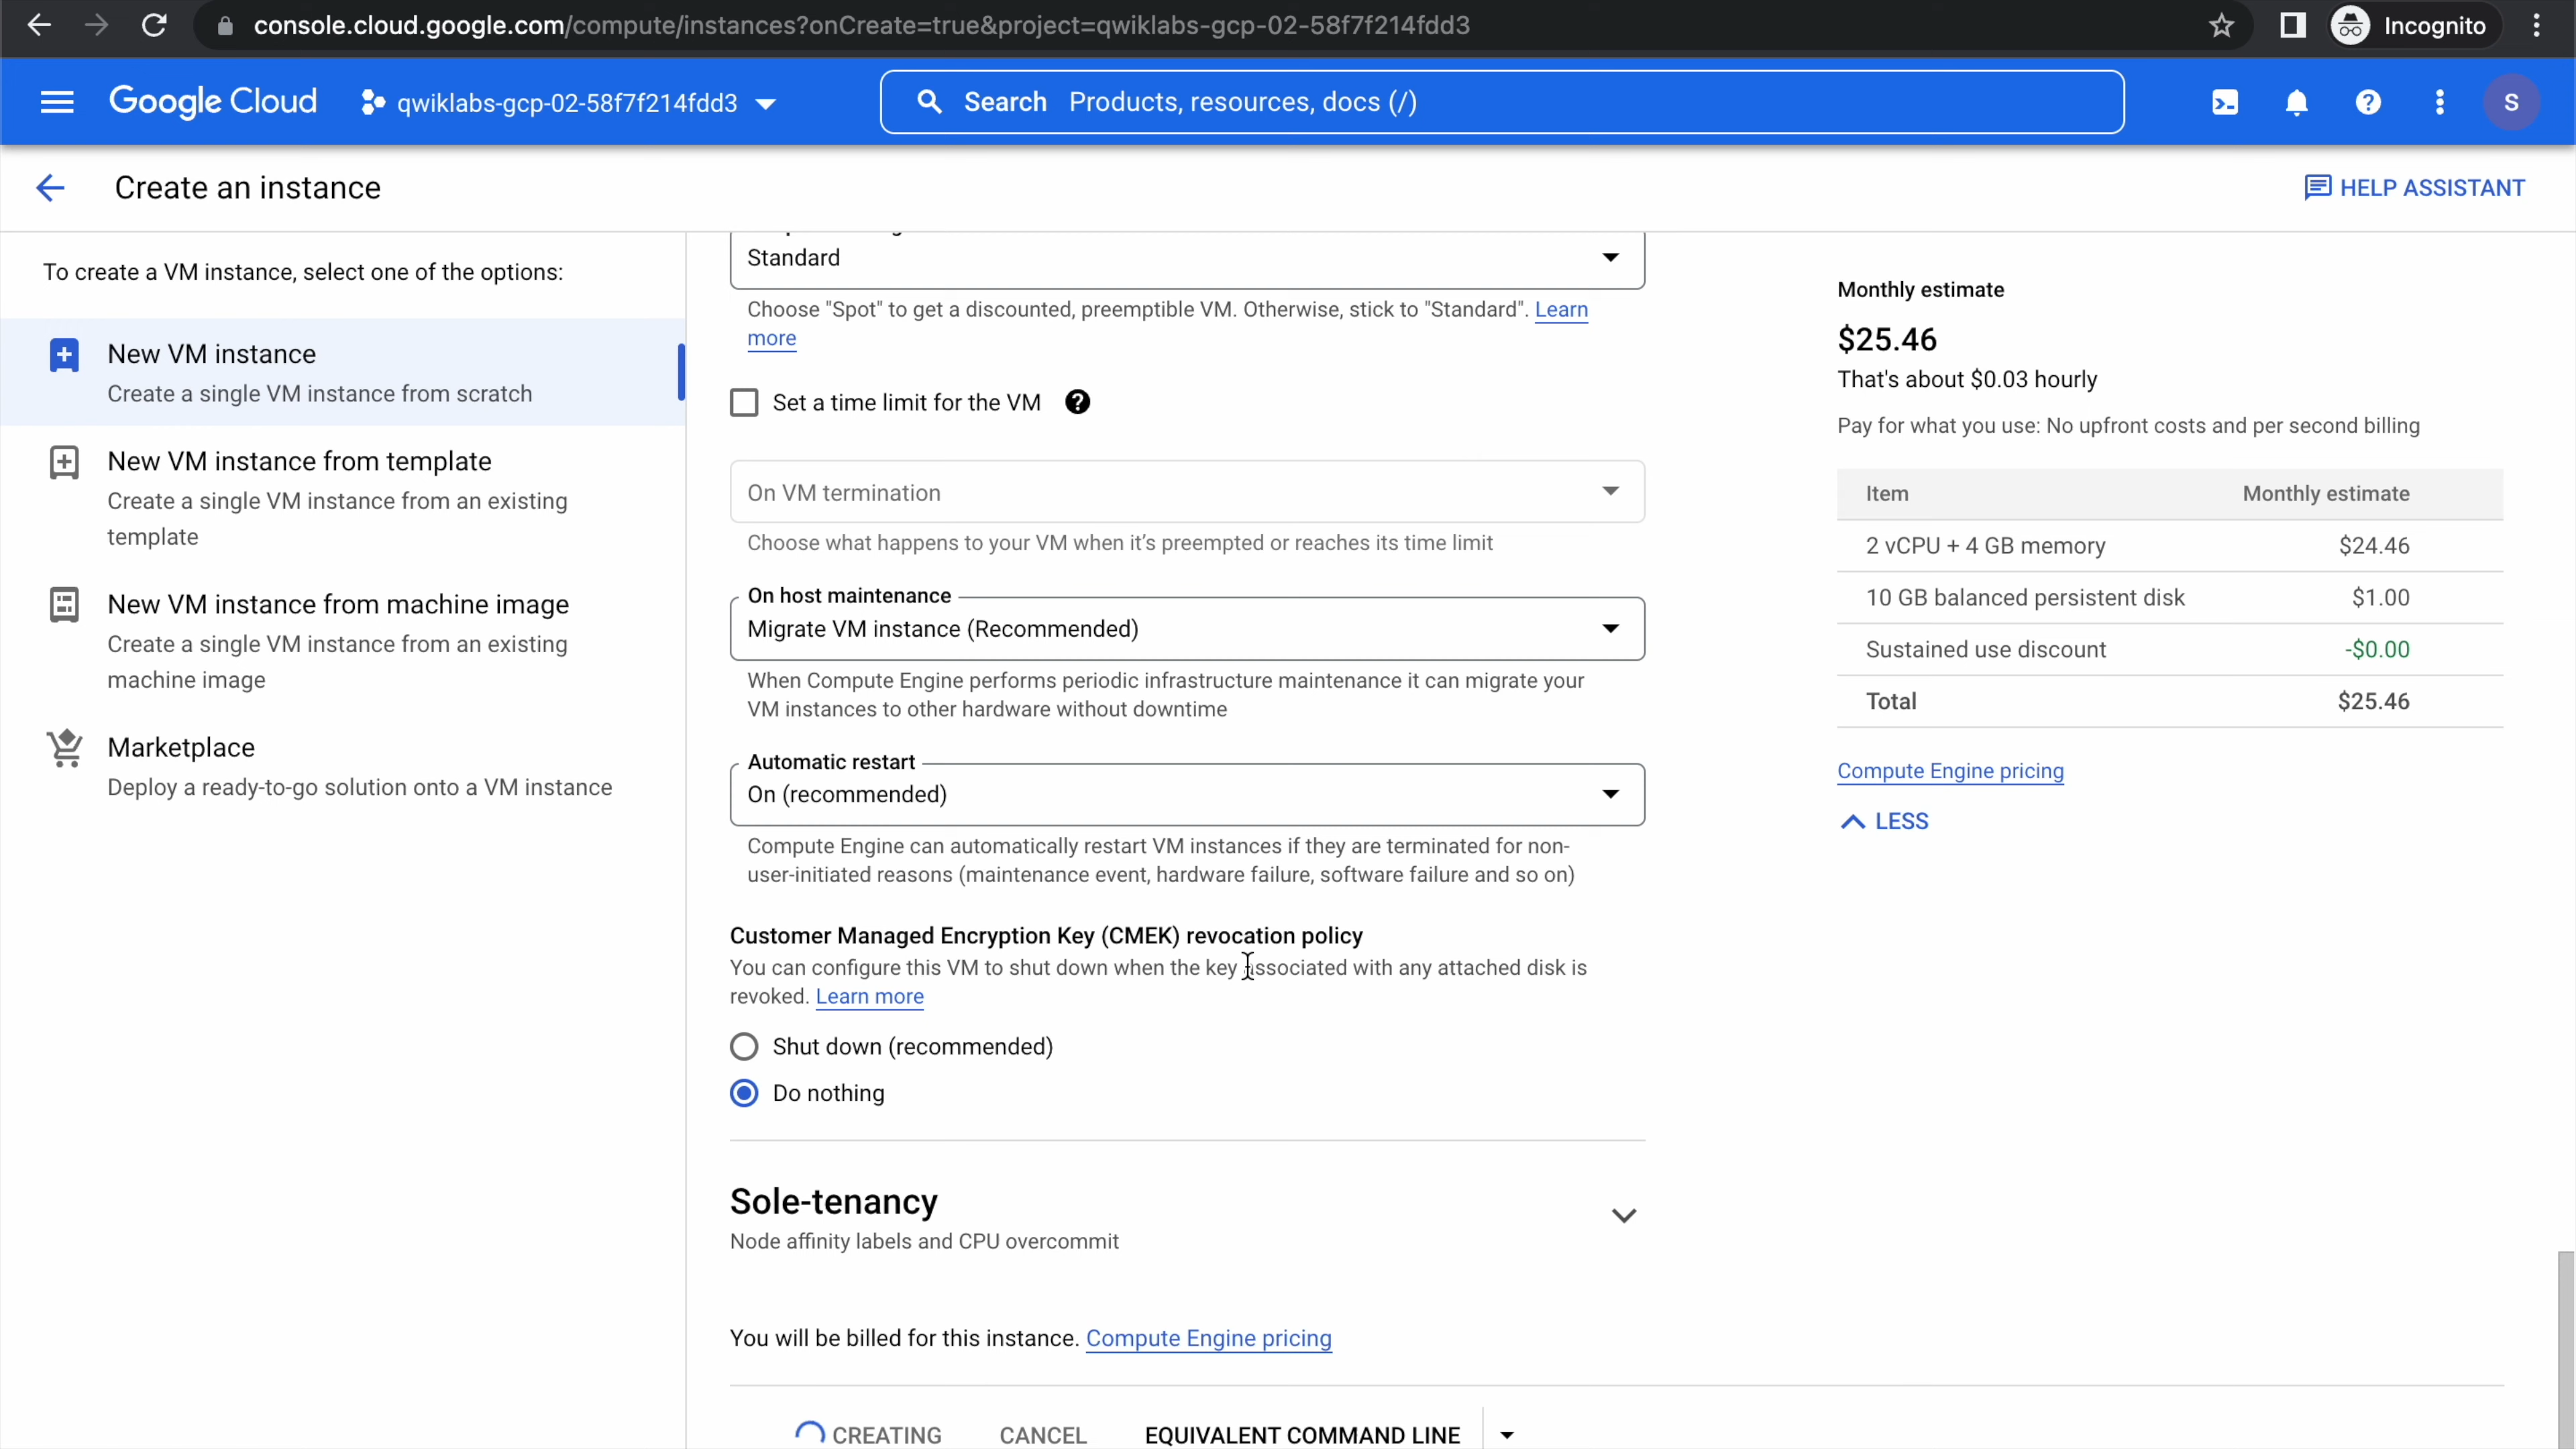 console.cloud.google.com/compute/instances?onCreate=true&project=qwiklabs-gcp-02-58f7f214fdd3
Incognito
Google Cloud
qwiklabs-gcp-02-58f7f214fdd3
Search Products, resources, docs (/)
S
Create an instance
HELP ASSISTANT
To create a VM instance, select one of the options:
New VM instance
Create a single VM instance from scratch
New VM instance from template
Create a single VM instance from an existing
template
New VM instance from machine image
Create a single VM instance from an existing
machine image
Marketplace
Deploy a ready-to-go solution onto a VM instance
Standard
Choose "Spot" to get a discounted, preemptible VM. Otherwise, stick to "Standard". Learn
more
Set a time limit for the VM
On VM termination
Choose what happens to your VM when it's preempted or reaches its time limit
On host maintenance
Migrate VM instance (Recommended)
When Compute Engine performs periodic infrastructure maintenance it can migrate your
VM instances to other hardware without downtime
Automatic restart
On (recommended)
Compute Engine can automatically restart VM instances if they are terminated for non-
user-initiated reasons (maintenance event, hardware failure, software failure and so on)
Customer Managed Encryption Key (CMEK) revocation policy
You can configure this VM to shut down when the key associated with any attached disk is
revoked. Learn more
Shut down (recommended)
Do nothing
Sole-tenancy
Node affinity labels and CPU overcommit
You will be billed for this instance. Compute Engine pricing
CREATING
CANCEL
EQUIVALENT COMMAND LINE
Monthly estimate
$25.46
That's about $0.03 hourly
Pay for what you use: No upfront costs and per second billing
Item Monthly estimate
2 vCPU + 4 GB memory $24.46
10 GB balanced persistent disk $1.00
Sustained use discount -$0.00
Total $25.46
Compute Engine pricing
LESS